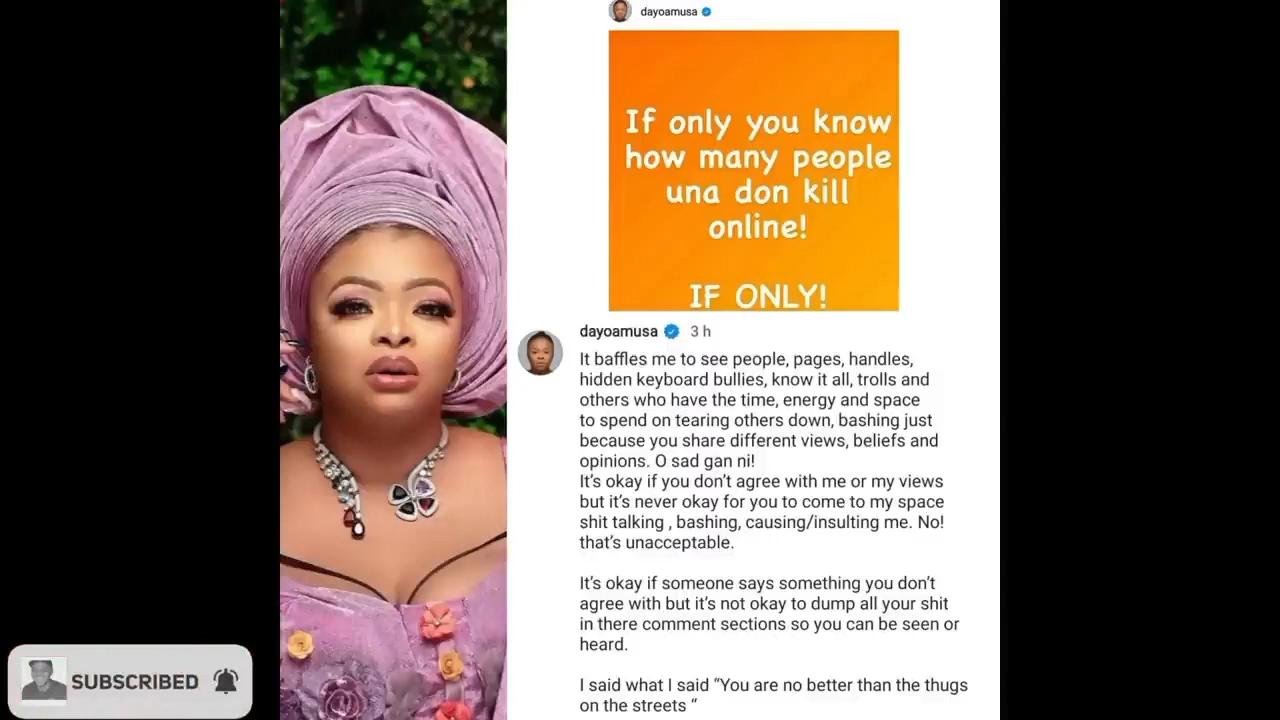 dayoamusa
If only you know
how many people
una don kill
online!
IF ONLY!
dayoamusa 3 h
It baffles me to see people, pages, handles,
hidden keyboard bullies, know it all, trolls and
others who have the time, energy and space
to spend on tearing others down, bashing just
because you share different views, beliefs and
opinions. O sad gan ni!
It's okay if you don't agree with me or my views
but it's never okay for you to come to my space
shit talking , bashing, causing/insulting me. No!
that's unacceptable.
It's okay if someone says something you don't
agree with but it's not okay to dump all your shit
in there comment sections so you can be seen or
heard.
I said what I said “You are no better than the thugs
on the streets “
SUBSCRIBED